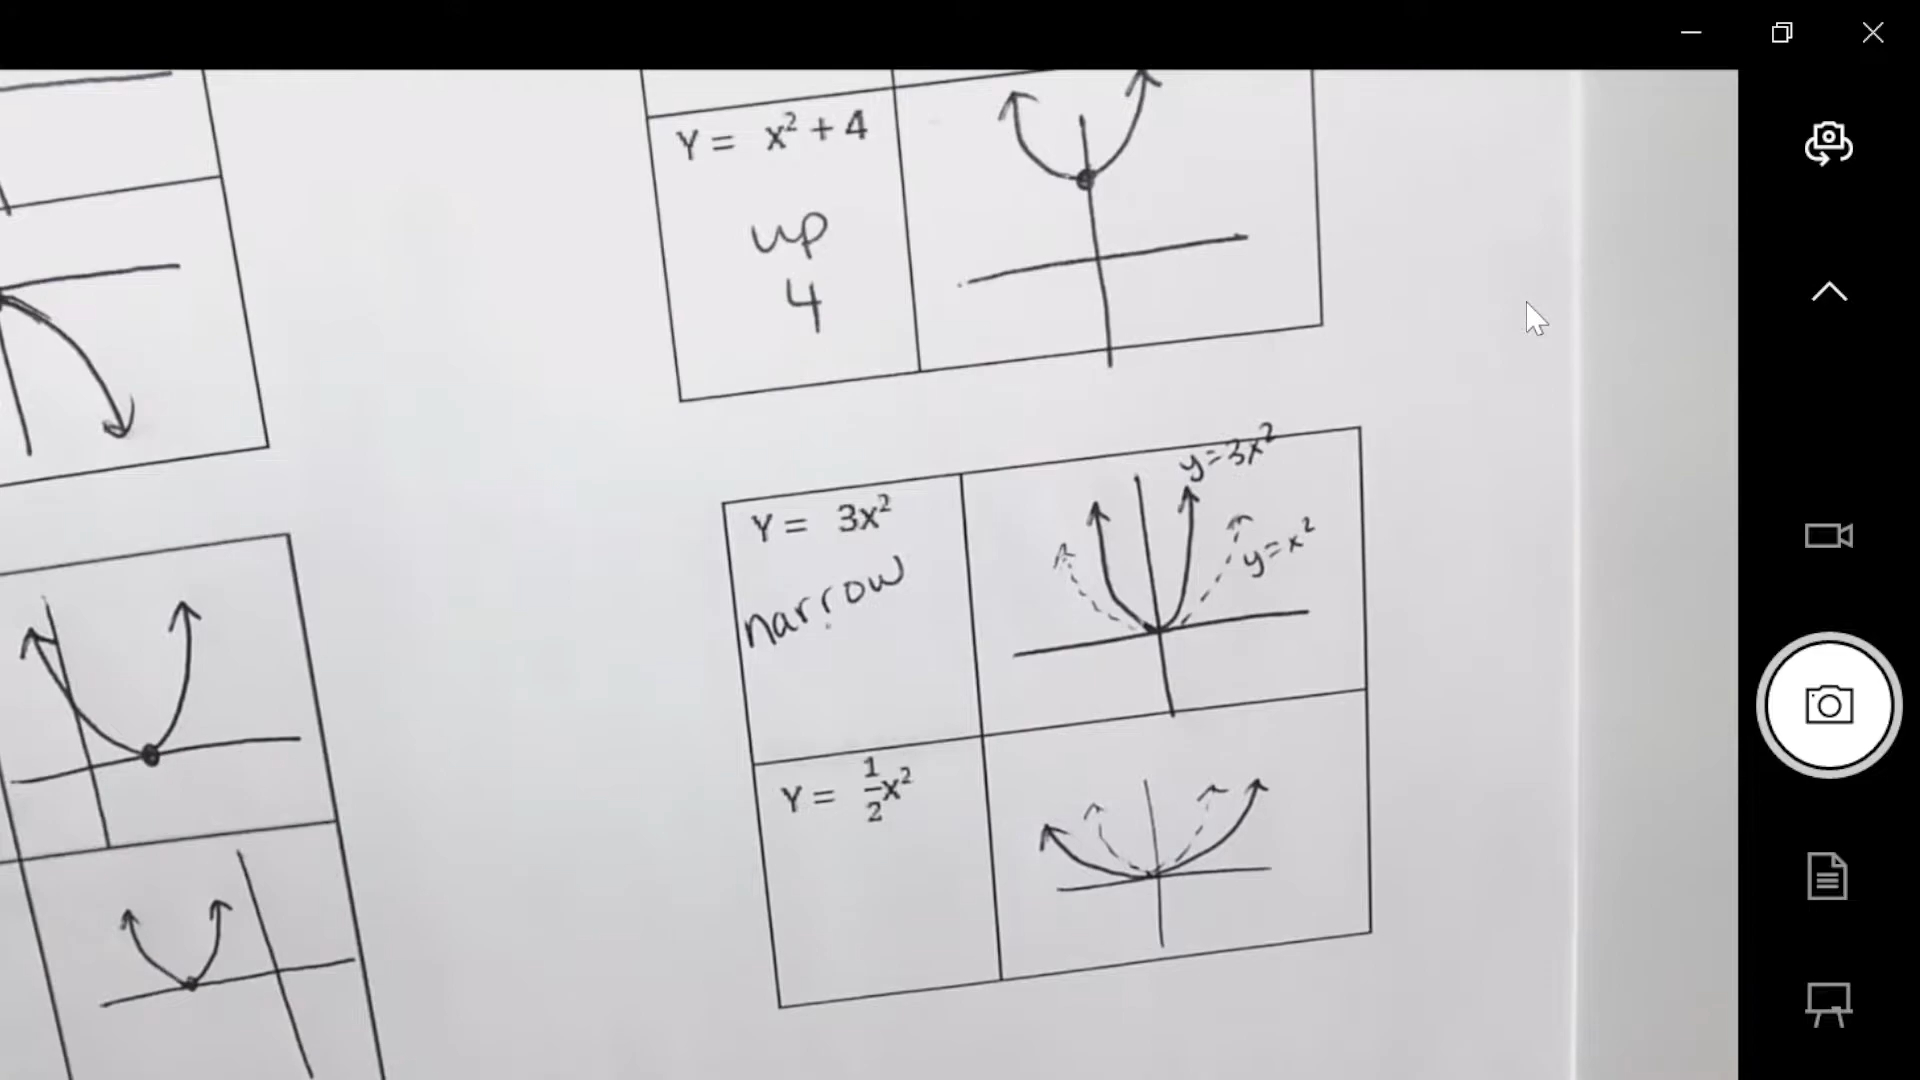 Y = x² + 4
up
4
Y = 3x²
narrow
y=3x²
y=x²
Y = 1/2x²